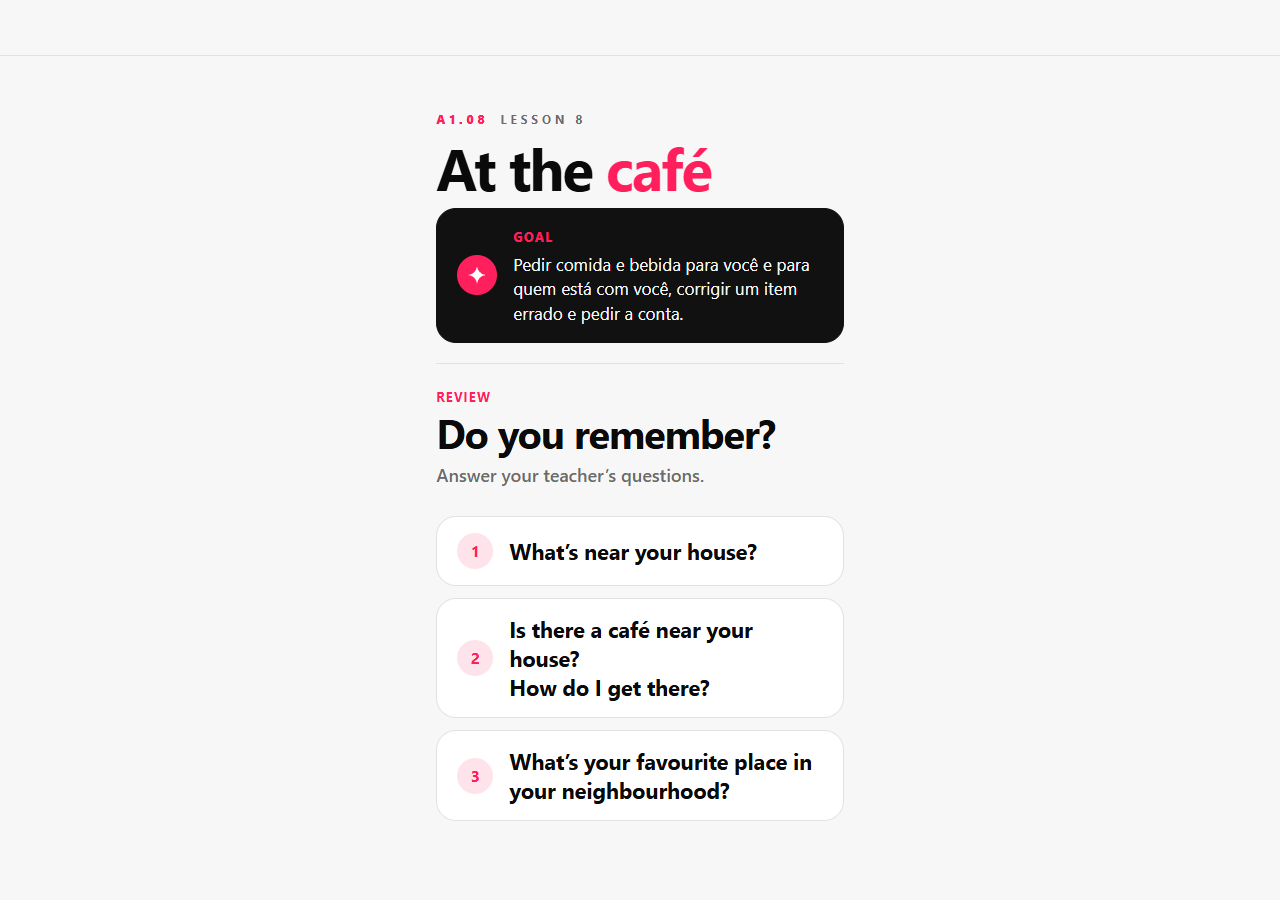 A1.08 LESSON 8
At the café
GOAL
Pedir comida e bebida para você e para
quem está com você, corrigir um item
errado e pedir a conta.
REVIEW
Do you remember?
Answer your teacher’s questions.
1 What’s near your house?
2 Is there a café near your
house?
How do I get there?
3 What’s your favourite place in
your neighbourhood?